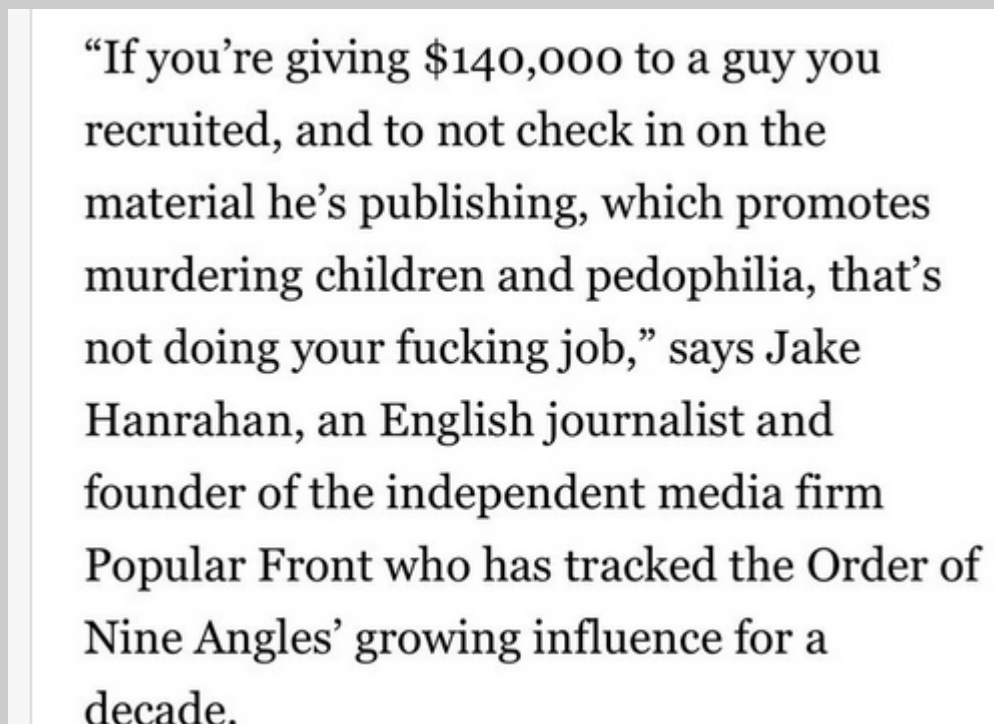 “If you’re giving $140,000 to a guy you
recruited, and to not check in on the
material he’s publishing, which promotes
murdering children and pedophilia, that’s
not doing your fucking job,” says Jake
Hanrahan, an English journalist and
founder of the independent media firm
Popular Front who has tracked the Order of
Nine Angles’ growing influence for a
decade.